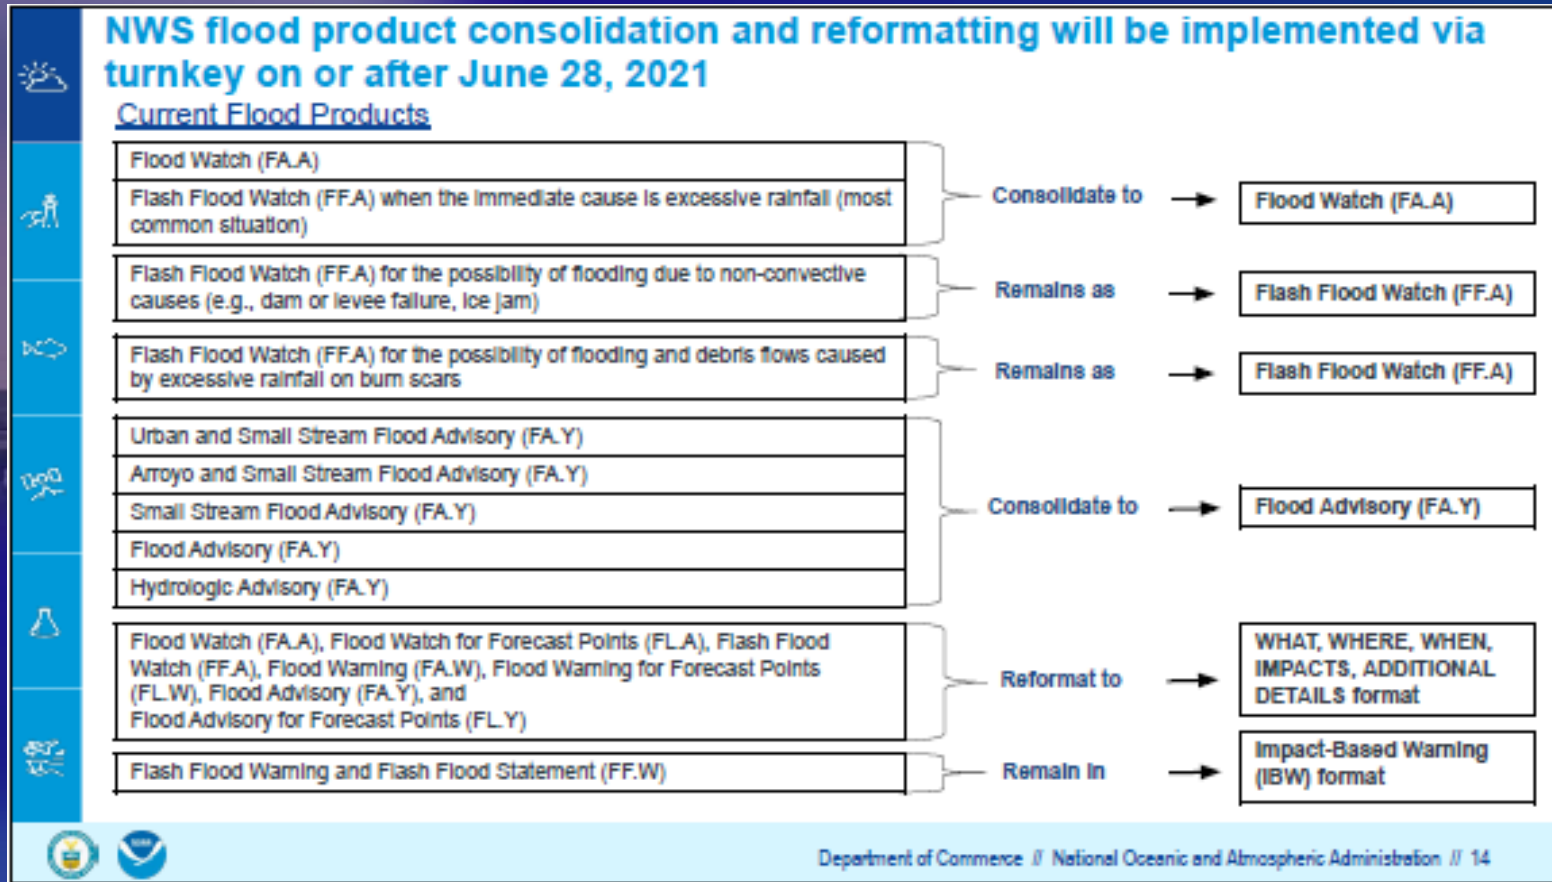 NWS flood product consolidation and reformatting will be implemented via
turnkey on or after June 28, 2021
Current Flood Products
Flood Watch (FA.A)
Flash Flood Watch (FF.A) when the immediate cause is excessive rainfall (most
common situation)
Consolidate to
Flood Watch (FA.A)
Flash Flood Watch (FF.A) for the possibility of flooding due to non-convective
causes (e.g., dam or levee failure, ice jam)
Remains as
Flash Flood Watch (FF.A)
Flash Flood Watch (FF.A) for the possibility of flooding and debris flows caused
by excessive rainfall on burn scars
Remains as
Flash Flood Watch (FF.A)
Urban and Small Stream Flood Advisory (FA.Y)
Arroyo and Small Stream Flood Advisory (FA.Y)
Small Stream Flood Advisory (FA.Y)
Flood Advisory (FA.Y)
Hydrologic Advisory (FA.Y)
Consolidate to
Flood Advisory (FA.Y)
Flood Watch (FA.A), Flood Watch for Forecast Points (FL.A), Flash Flood
Watch (FF.A), Flood Warning (FA.W), Flood Warning for Forecast Points
(FL.W), Flood Advisory (FA.Y), and
Flood Advisory for Forecast Points (FL.Y)
Reformat to
WHAT, WHERE, WHEN,
IMPACTS, ADDITIONAL
DETAILS format
Flash Flood Warning and Flash Flood Statement (FF.W)
Remain in
Impact-Based Warning
(IBW) format
Department of Commerce // National Oceanic and Atmospheric Administration // 14